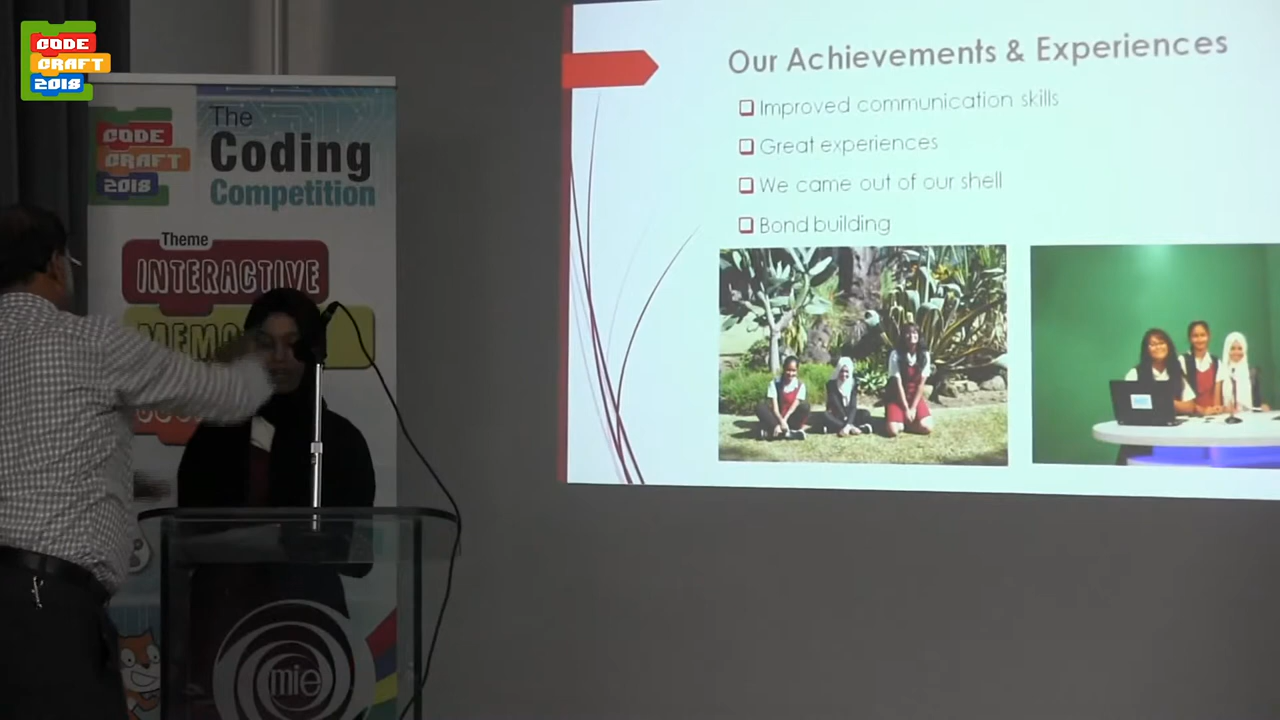 CODE
CRAFT
2018
CODE
CRAFT
2018
The
Coding
Competition
Theme
INTERACTIVE
Our Achievements & Experiences
Improved communication skills
Great experiences
We came out of our shell
Bond building
mie